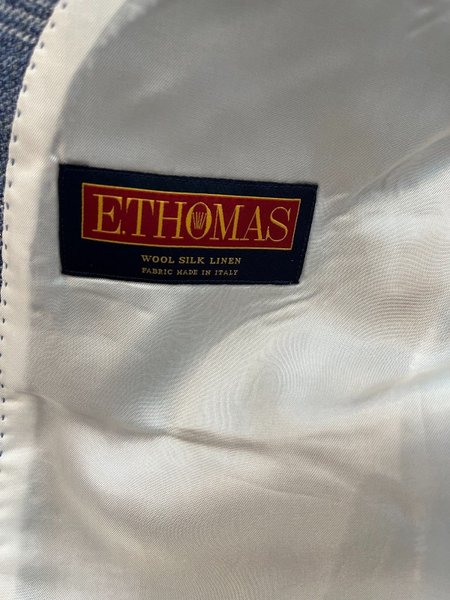 E.THOMAS
WOOL SILK LINEN
FABRIC MADE IN ITALY